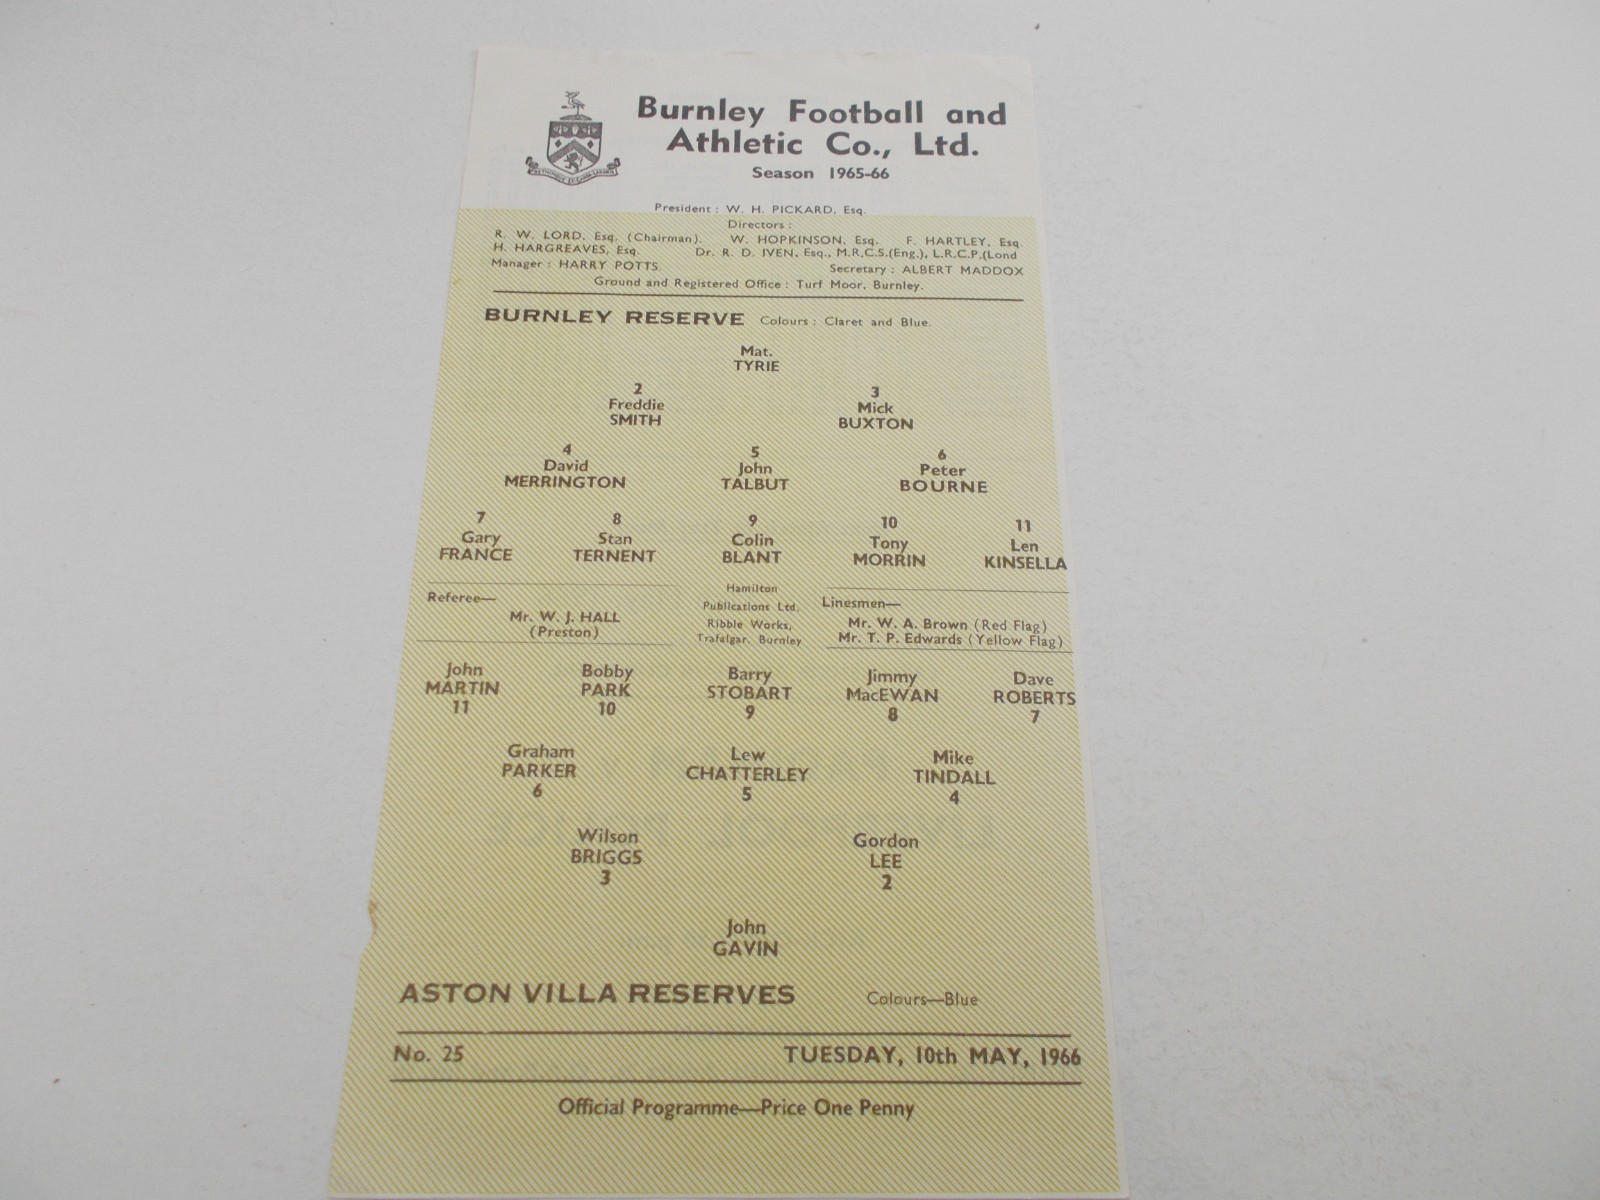 Burnley Football and
Athletic Co., Ltd.
Season 1965-66
President : W. H. PICKARD, Esq.
Directors :
R. W. LORD, Esq. (Chairman). W. HOPKINSON, Esq. F. HARTLEY, Esq
H. HARGREAVES, Esq. Dr. R. D. IVEN, Esq., M.R.C.S.(Eng.), L.R.C.P.(Lond
Manager : HARRY POTTS. Secretary : ALBERT MADDOX
Ground and Registered Office : Turf Moor, Burnley.
BURNLEY RESERVE Colours : Claret and Blue.
Mat.
TYRIE
2 3
Freddie Mick
SMITH BUXTON
4 5 6
David John Peter
MERRINGTON TALBUT BOURNE
7 8 9 10 11
Gary Stan Colin Tony Len
FRANCE TERNENT BLANT MORRIN KINSELLA
Referee—
Mr. W. J. HALL
(Preston)
Hamilton
Publications Ltd.
Ribble Works,
Trafalgar, Burnley
Linesmen—
Mr. W. A. Brown (Red Flag)
Mr. T. P. Edwards (Yellow Flag)
John Bobby Barry Jimmy Dave
MARTIN PARK STOBART MacEWAN ROBERTS
11 10 9 8 7
Graham Lew Mike
PARKER CHATTERLEY TINDALL
6 5 4
Wilson Gordon
BRIGGS LEE
3 2
John
GAVIN
ASTON VILLA RESERVES Colours—Blue
No. 25 TUESDAY, 10th MAY, 1966
Official Programme—Price One Penny